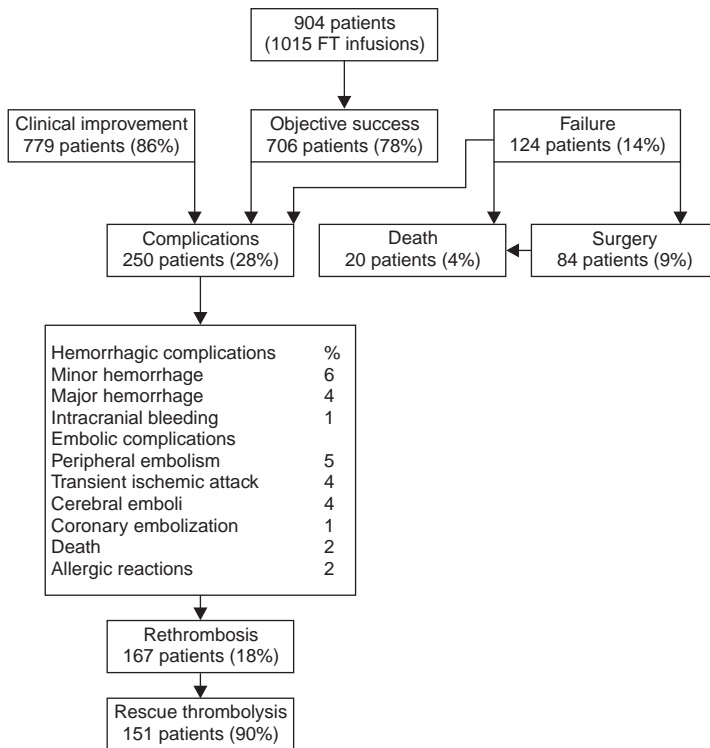 904 patients
(1015 FT infusions)
Clinical improvement
779 patients (86%)
Objective success
706 patients (78%)
Failure
124 patients (14%)
Complications
250 patients (28%)
Death
20 patients (4%)
Surgery
84 patients (9%)
Hemorrhagic complications %
Minor hemorrhage 6
Major hemorrhage 4
Intracranial bleeding 1
Embolic complications
Peripheral embolism 5
Transient ischemic attack 4
Cerebral emboli 4
Coronary embolization 1
Death 2
Allergic reactions 2
Rethrombosis
167 patients (18%)
Rescue thrombolysis
151 patients (90%)